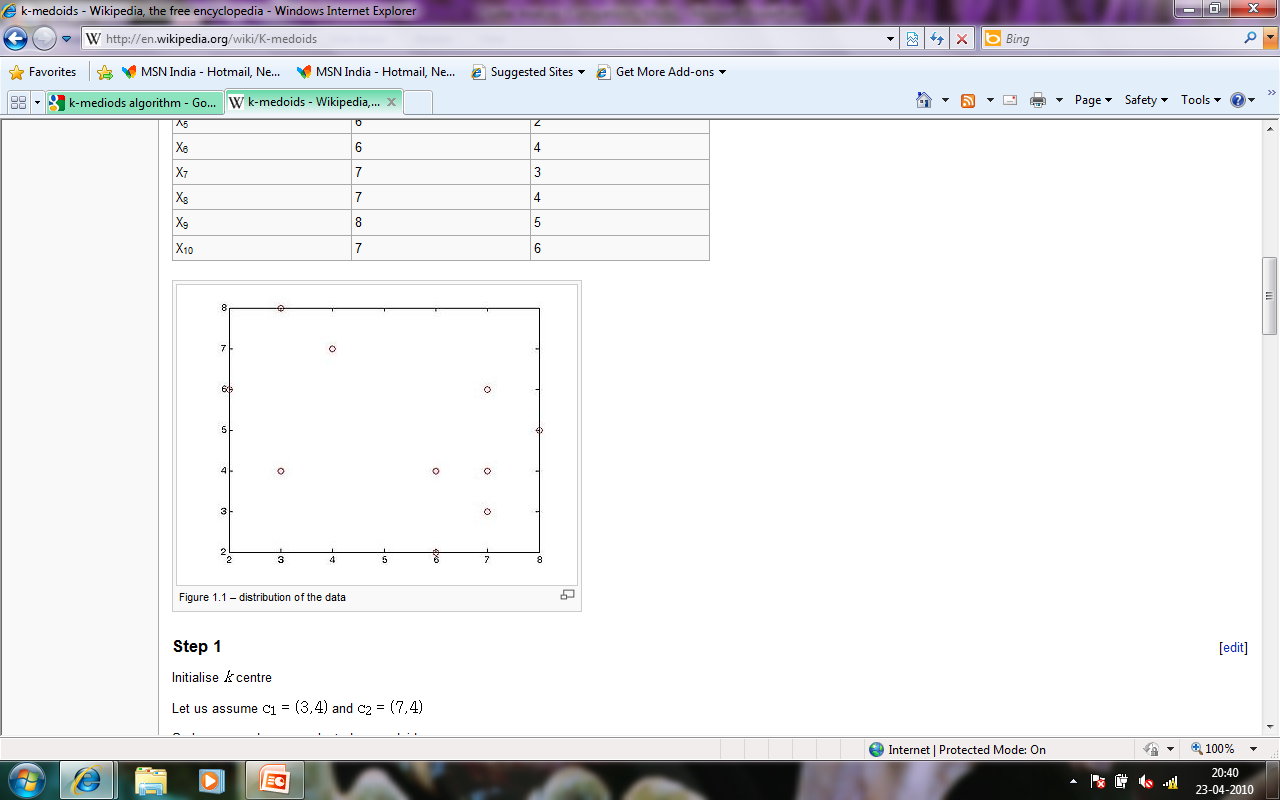 k-medoids - Wikipedia, the free encyclopedia - Windows Internet Explorer
http://en.wikipedia.org/wiki/K-medoids
Bing
Favorites MSN India - Hotmail, Ne... MSN India - Hotmail, Ne... Suggested Sites Get More Add-ons
k-mediods algorithm - Go... W k-medoids - Wikipedia,... Page Safety Tools
X5 6 2
X6 6 4
X7 7 3
X8 7 4
X9 8 5
X10 7 6
8
7
6
5
4
3
2
2 3 4 5 6 7 8
Figure 1.1 – distribution of the data
Step 1 [edit]
Initialise k centre
Let us assume c1 = (3,4) and c2 = (7,4)
Internet | Protected Mode: On 100%
20:40
23-04-2010